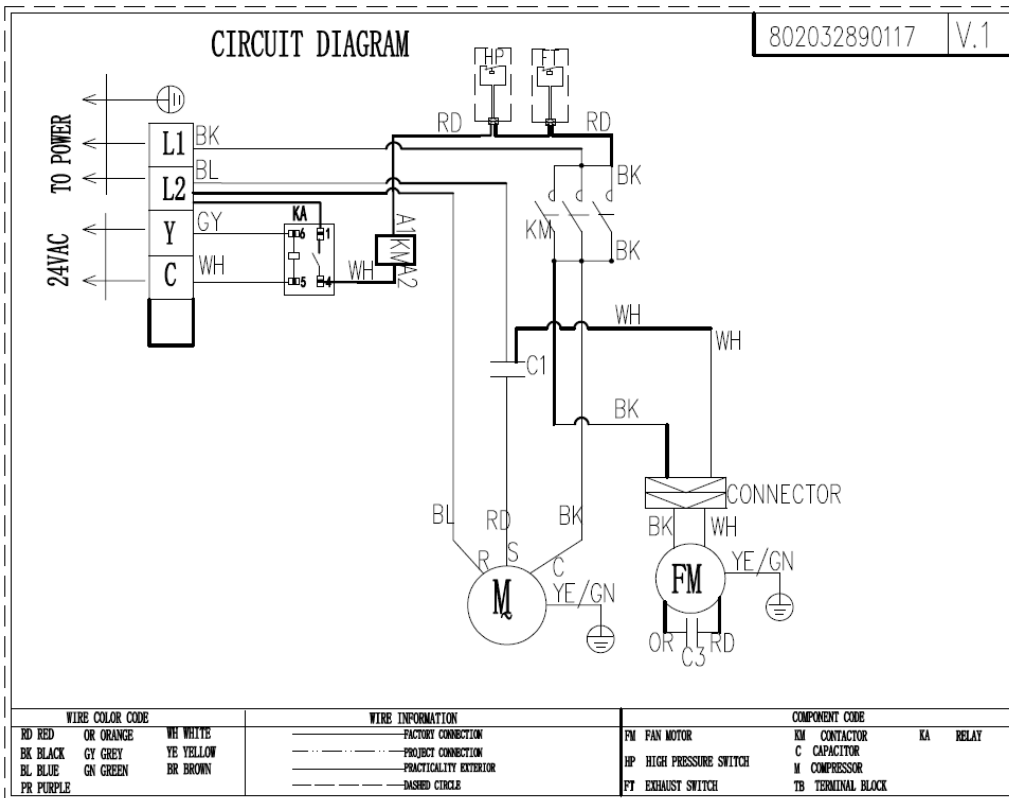 CIRCUIT DIAGRAM
802032890117 V.1
HP FT
RD RD
TO POWER
L1 BK
BK
L2 BL
KA
Y GY
6 1
A1 KM A2
KM
BK
24VAC
C WH
5 4
WH
WH
WH
C1
BK
CONNECTOR
BL RD BK
BK WH
R S C
M
YE/GN
FM
YE/GN
OR C3 RD
WIRE COLOR CODE
RD RED OR ORANGE WH WHITE
BK BLACK GY GREY YE YELLOW
BL BLUE GN GREEN BR BROWN
PR PURPLE
WIRE INFORMATION
FACTORY CONNECTION
PROJECT CONNECTION
PRACTICALITY EXTERIOR
DASHED CIRCLE
COMPONENT CODE
FM FAN MOTOR KM CONTACTOR KA RELAY
C CAPACITOR
HP HIGH PRESSURE SWITCH M COMPRESSOR
FT EXHAUST SWITCH TB TERMINAL BLOCK